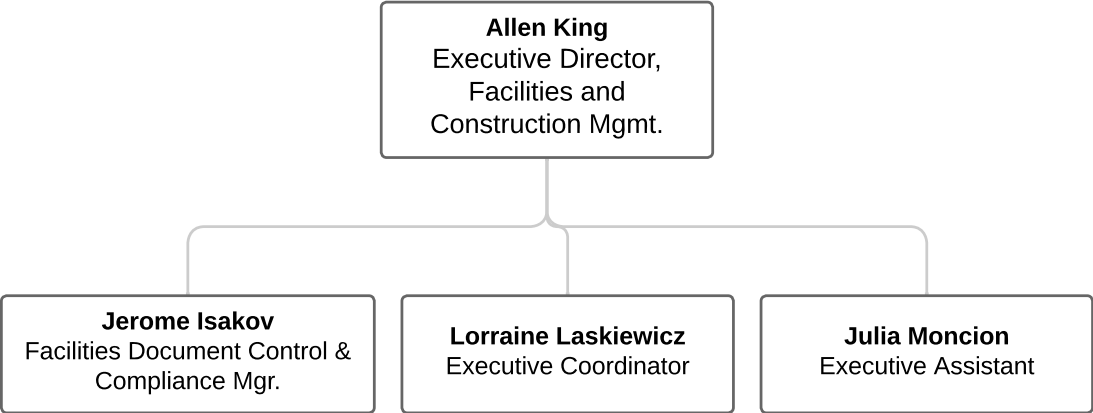 Allen King
Executive Director,
Facilities and
Construction Mgmt.
Jerome Isakov
Facilities Document Control &
Compliance Mgr.
Lorraine Laskiewicz
Executive Coordinator
Julia Moncion
Executive Assistant